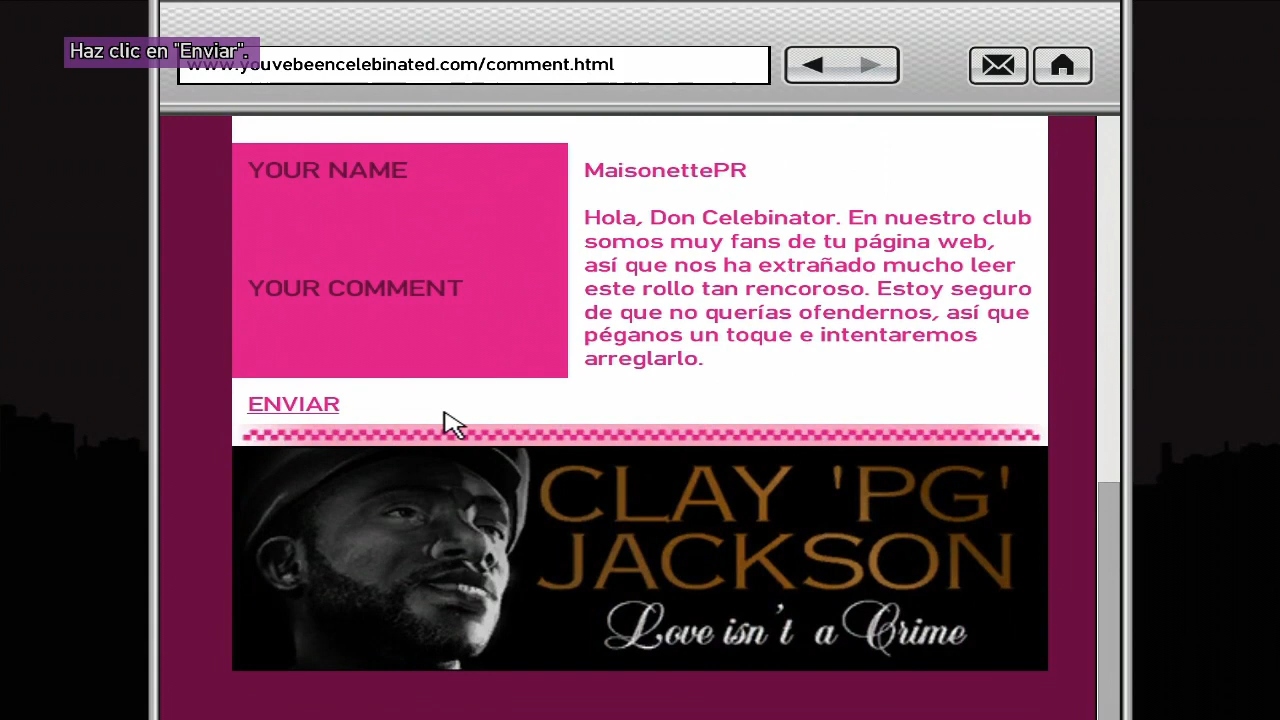 Haz clic en "Enviar".
www.youvebeencelebinated.com/comment.html
YOUR NAME
MaisonettePR
YOUR COMMENT
Hola, Don Celebinator. En nuestro club
somos muy fans de tu página web,
así que nos ha extrañado mucho leer
este rollo tan rencoroso. Estoy seguro
de que no querías ofendernos, así que
péganos un toque e intentaremos
arreglarlo.
ENVIAR
CLAY 'PG'
JACKSON
Love isn't a Crime